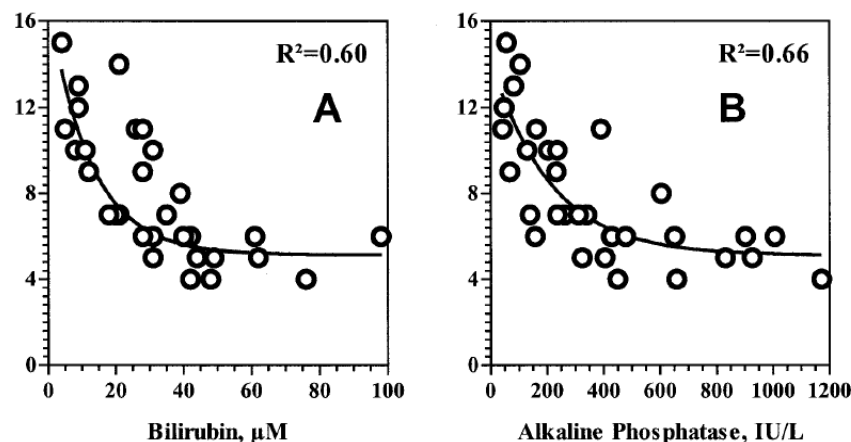 16
12
8
4
0
R²=0.60
A
0 20 40 60 80 100
Bilirubin, µM
16
12
8
4
0
R²=0.66
B
0 200 400 600 800 1000 1200
Alkaline Phosphatase, IU/L